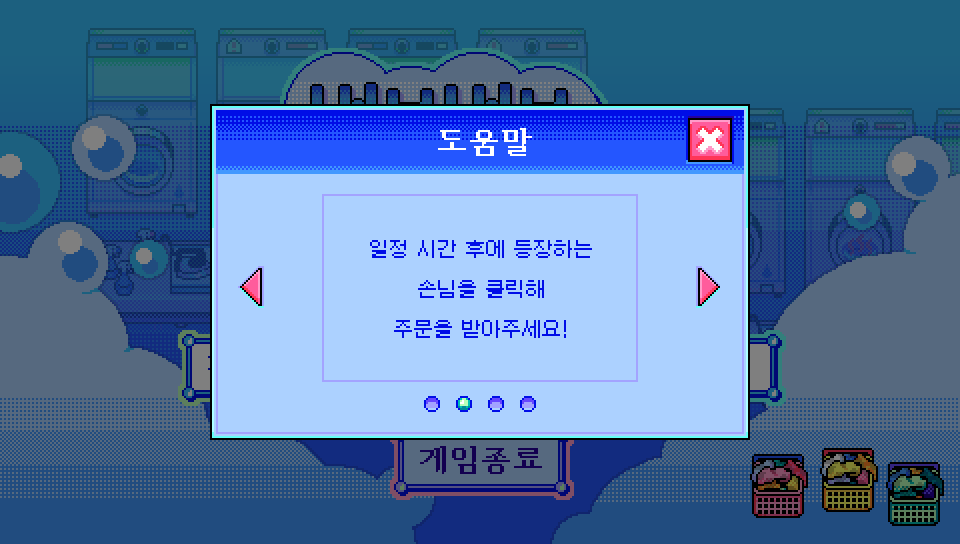 도움말
일정 시간 후에 등장하는
손님을 클릭해
주문을 받아주세요!
게임종료